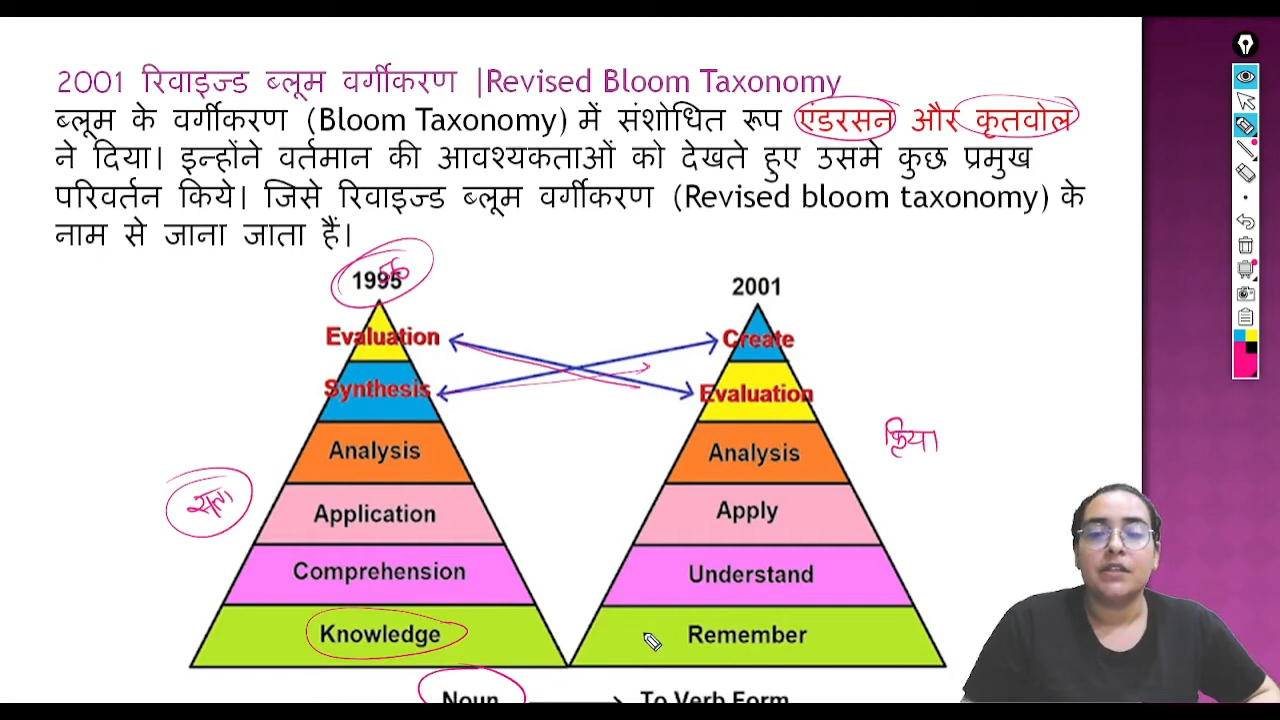 2001 रिवाइज्ड ब्लूम वर्गीकरण |Revised Bloom Taxonomy
ब्लूम के वर्गीकरण (Bloom Taxonomy) में संशोधित रूप एंडरसन और कृतवोल
ने दिया। इन्होंने वर्तमान की आवश्यकताओं को देखते हुए उसमे कुछ प्रमुख
परिवर्तन किये। जिसे रिवाइज्ड ब्लूम वर्गीकरण (Revised bloom taxonomy) के
नाम से जाना जाता हैं।
1995
56
Evaluation
Synthesis
Analysis
Application
Comprehension
Knowledge
2001
Create
Evaluation
Analysis
Apply
Understand
Remember
क्रिया
Noun
To Verb Form